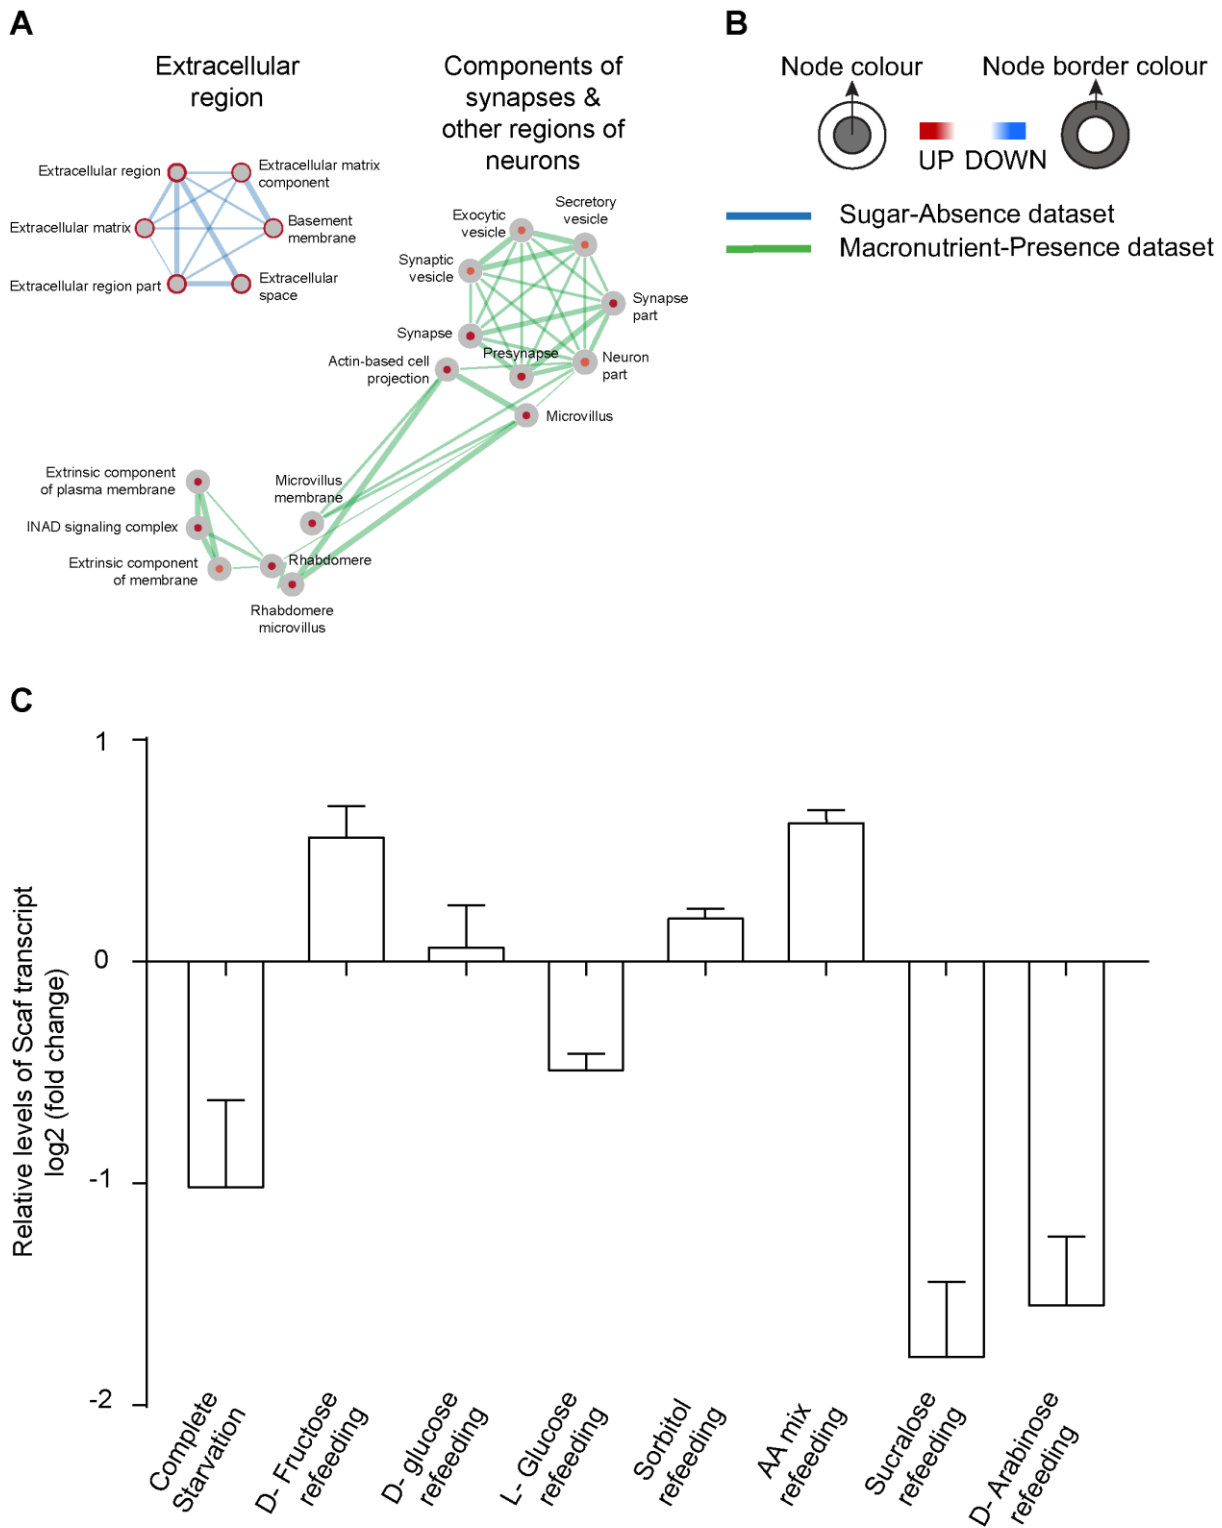 A
Extracellular
region
Components of
synapses &
other regions of
neurons
Extracellular region
Extracellular matrix
component
Extracellular matrix
Basement
membrane
Extracellular region part
Extracellular
space
Exocytic
vesicle
Secretory
vesicle
Synaptic
vesicle
Synapse
part
Synapse
Presynapse
Neuron
part
Actin-based cell
projection
Microvillus
Extrinsic component
of plasma membrane
Microvillus
membrane
INAD signaling complex
Extrinsic component
of membrane
Rhabdomere
Rhabdomere
microvillus
B
Node colour
Node border colour
UP DOWN
Sugar-Absence dataset
Macronutrient-Presence dataset
C
Relative levels of Scaf transcript
log2 (fold change)
1
0
-1
-2
Complete
Starvation
D- Fructose
refeeding
D- glucose
refeeding
L- Glucose
refeeding
Sorbitol
refeeding
AA mix
refeeding
Sucralose
refeeding
D- Arabinose
refeeding